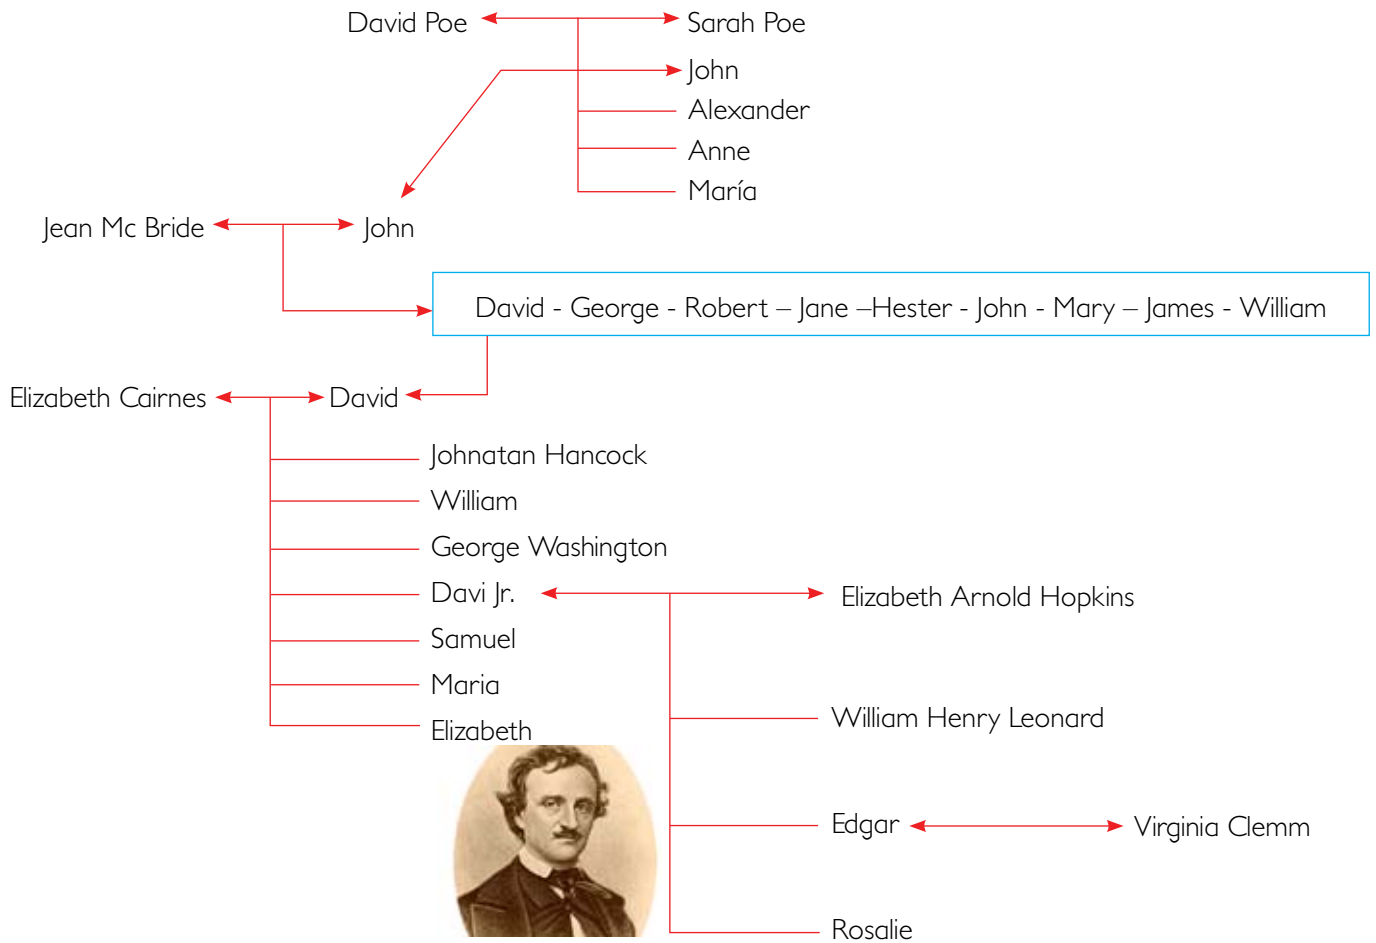 David Poe Sarah Poe
John
Alexander
Anne
María
Jean Mc Bride John
David - George - Robert – Jane –Hester - John - Mary – James - William
Elizabeth Cairnes David
Johnatan Hancock
William
George Washington
Davi Jr. Elizabeth Arnold Hopkins
Samuel
Maria
Elizabeth
William Henry Leonard
Edgar Virginia Clemm
Rosalie